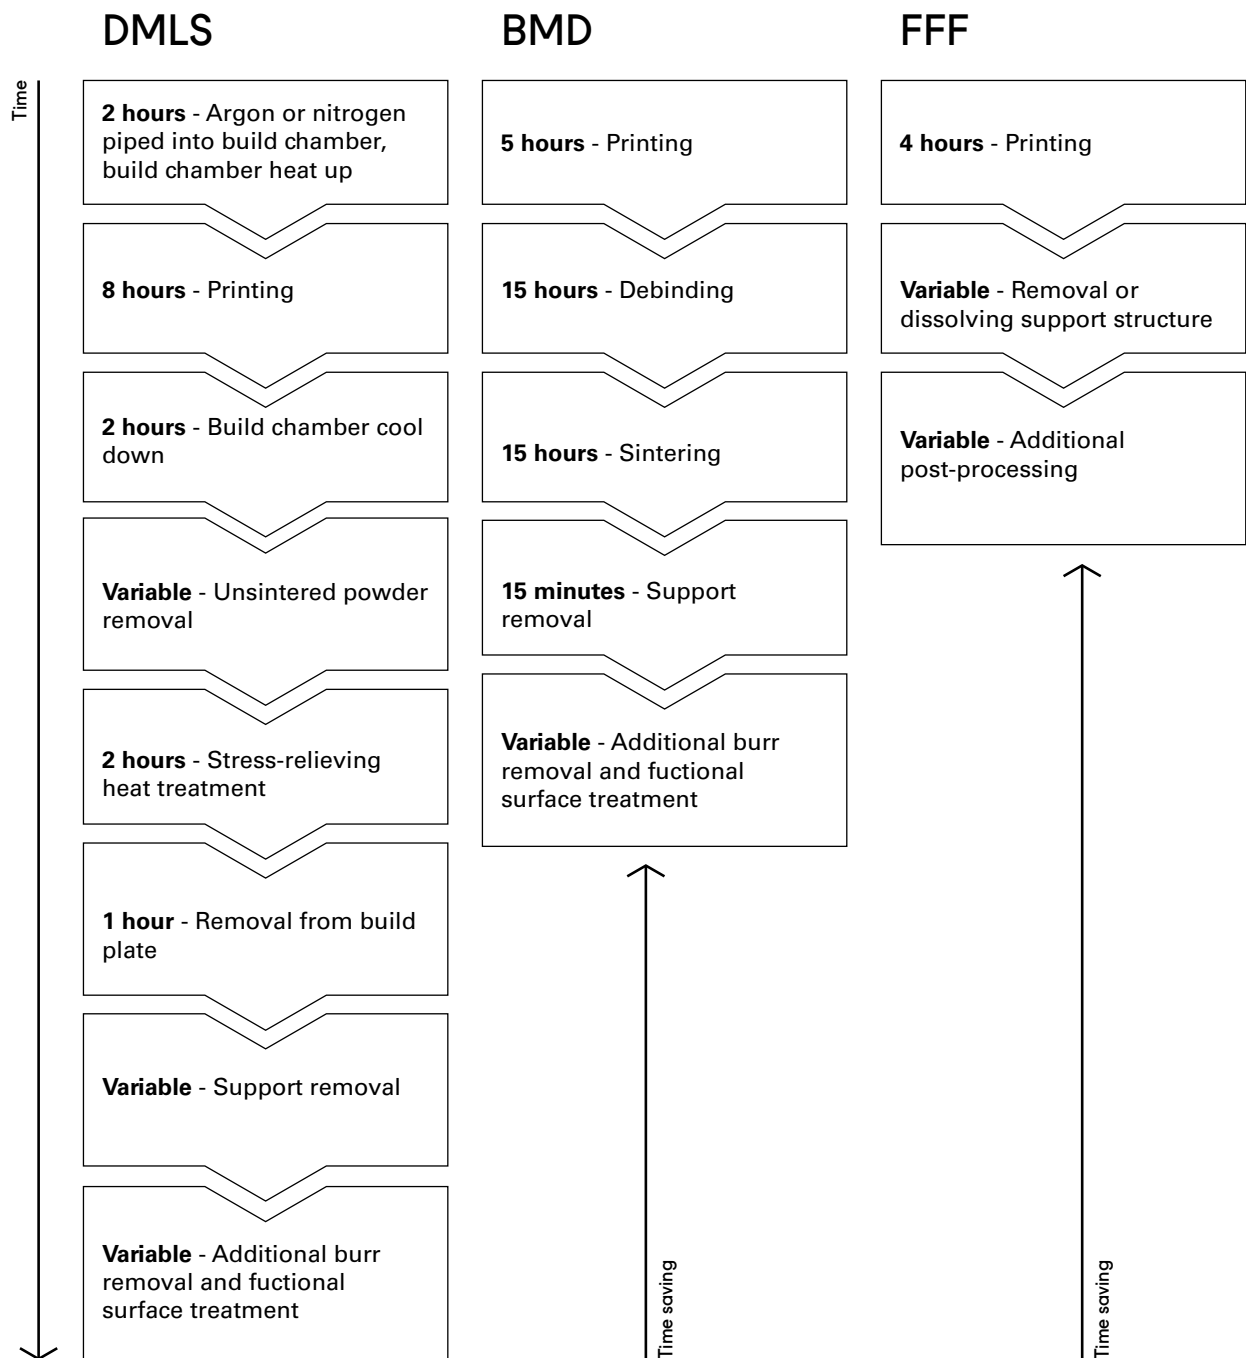 DMLS
BMD
FFF
Time
2 hours - Argon or nitrogen
piped into build chamber,
build chamber heat up
8 hours - Printing
2 hours - Build chamber cool
down
Variable - Unsintered powder
removal
2 hours - Stress-relieving
heat treatment
1 hour - Removal from build
plate
Variable - Support removal
Variable - Additional burr
removal and fuctional
surface treatment
5 hours - Printing
15 hours - Debinding
15 hours - Sintering
15 minutes - Support
removal
Variable - Additional burr
removal and fuctional
surface treatment
Time saving
4 hours - Printing
Variable - Removal or
dissolving support structure
Variable - Additional
post-processing
Time saving